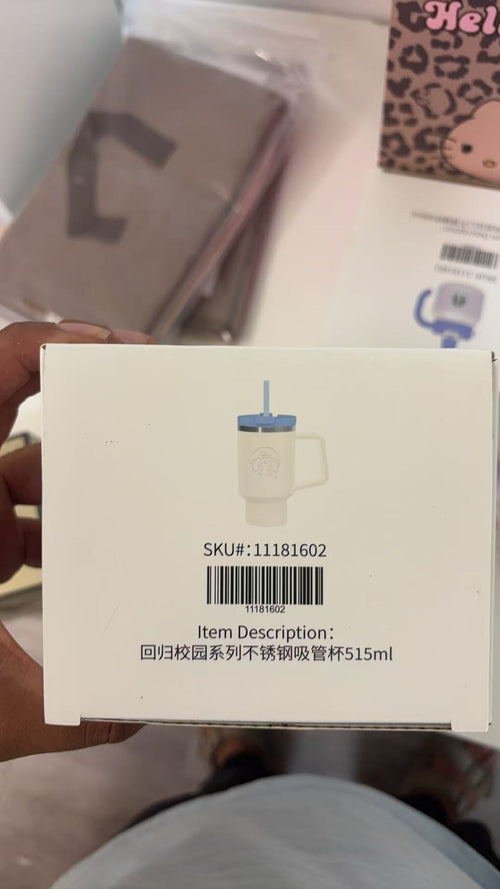 Hel
SKU#:11181602
11181602
Item Description:
回归校园系列不锈钢吸管杯515ml